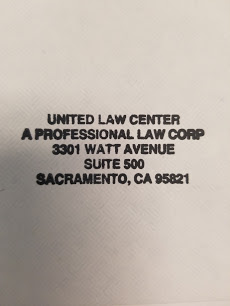 UNITED LAW CENTER
A PROFESSIONAL LAW CORP
3301 WATT AVENUE
SUITE 500
SACRAMENTO, CA 95821